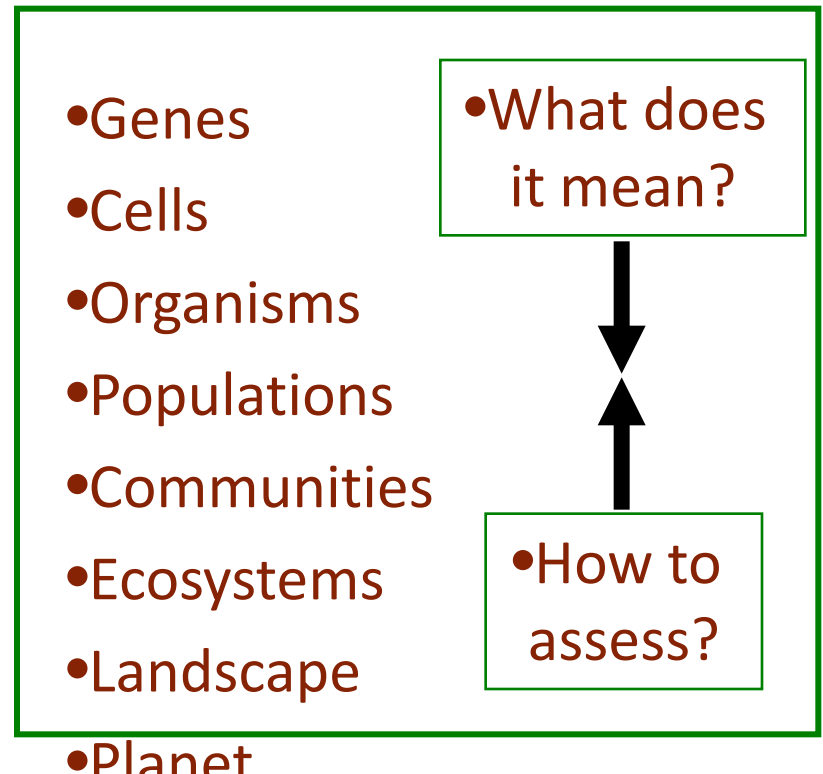 •Genes
•Cells
•Organisms
•Populations
•Communities
•Ecosystems
•Landscape
•Planet
•What does
it mean?
•How to
assess?